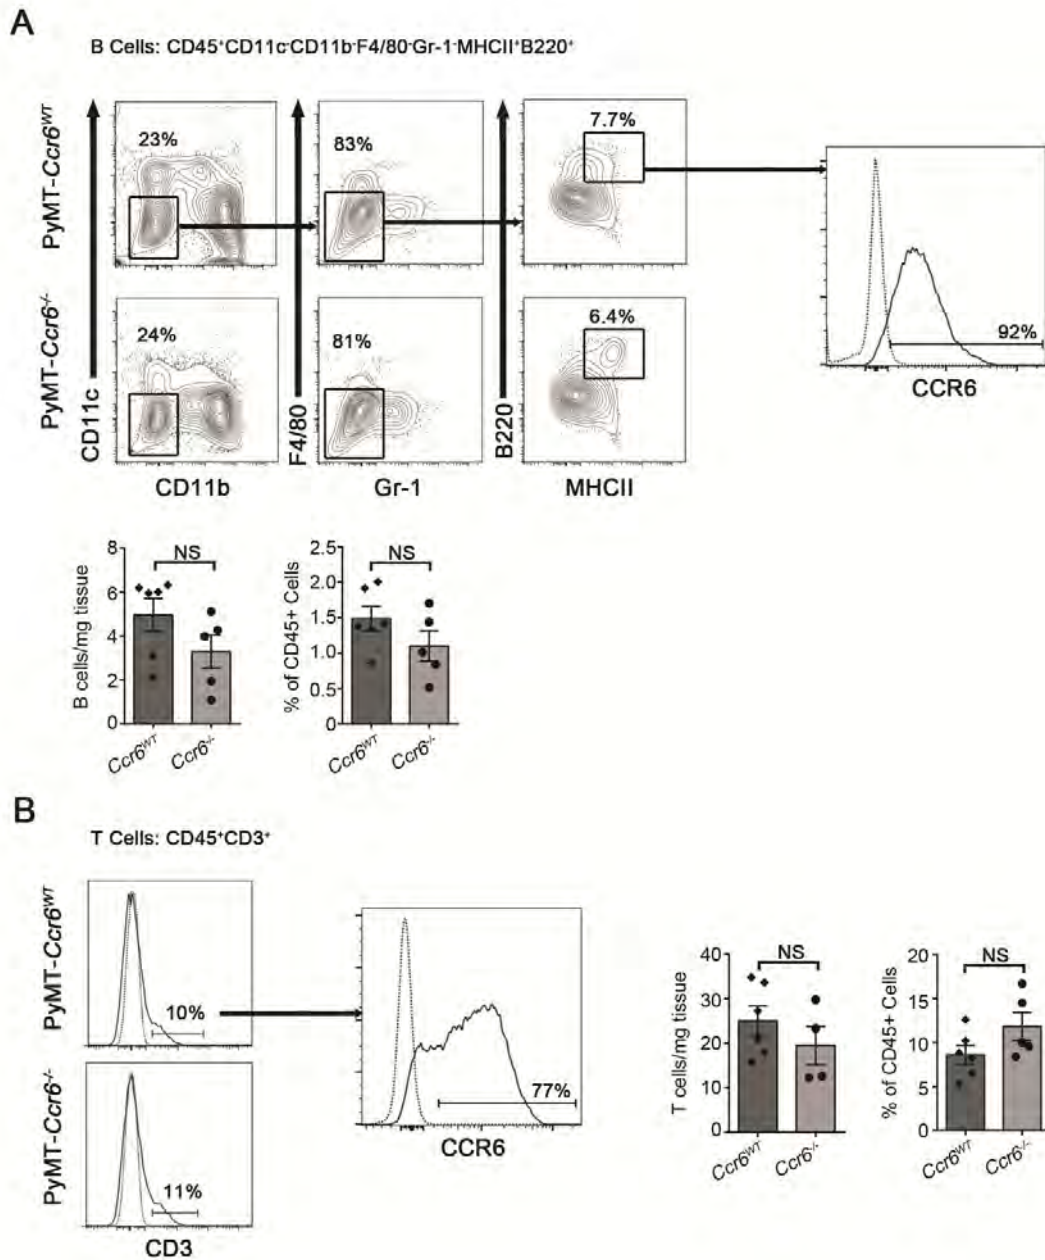 A
B Cells: CD45⁺CD11c⁻CD11b⁻F4/80⁻Gr-1⁻MHCII⁺B220⁺
PyMT-Ccr6ᵂᵀ
23%
83%
7.7%
92%
CCR6
PyMT-Ccr6⁻/⁻
24%
81%
6.4%
CD11c
F4/80
B220
CD11b
Gr-1
MHCII
B cells/mg tissue
8
6
4
2
0
NS
Ccr6ᵂᵀ
Ccr6⁻/⁻
% of CD45+ Cells
2.5
2.0
1.5
1.0
0.5
0
NS
Ccr6ᵂᵀ
Ccr6⁻/⁻
B
T Cells: CD45⁺CD3⁺
PyMT-Ccr6ᵂᵀ
10%
PyMT-Ccr6⁻/⁻
11%
CD3
77%
CCR6
T cells/mg tissue
40
30
20
10
0
NS
Ccr6ᵂᵀ
Ccr6⁻/⁻
% of CD45+ Cells
20
15
10
5
0
NS
Ccr6ᵂᵀ
Ccr6⁻/⁻